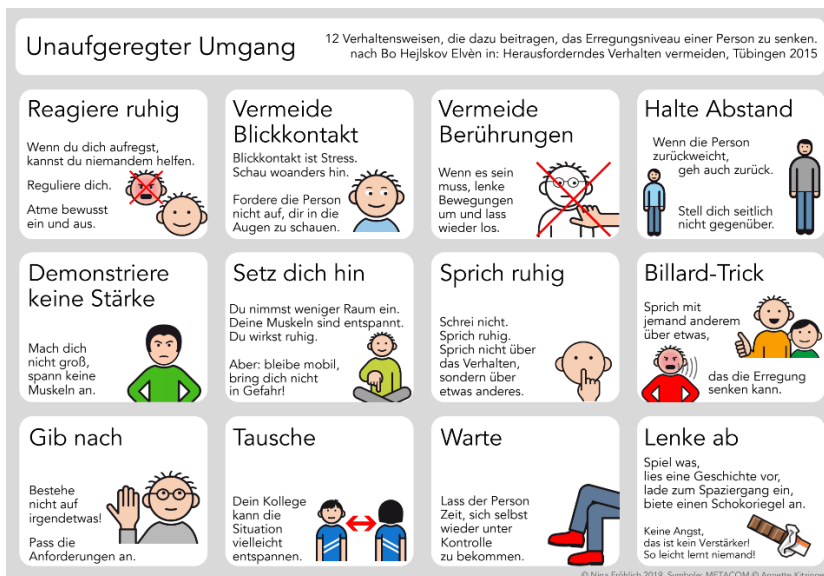 Unaufgeregter Umgang
12 Verhaltensweisen, die dazu beitragen, das Erregungsniveau einer Person zu senken.
nach Bo Hejlskov Elvèn in: Herausforderndes Verhalten vermeiden, Tübingen 2015
Reagiere ruhig
Wenn du dich aufregst,
kannst du niemandem helfen.
Reguliere dich.
Atme bewusst
ein und aus.
Vermeide
Blickkontakt
Blickkontakt ist Stress.
Schau woanders hin.
Fordere die Person
nicht auf, dir in die
Augen zu schauen.
Vermeide
Berührungen
Wenn es sein
muss, lenke
Bewegungen
um und lass
wieder los.
Halte Abstand
Wenn die Person
zurückweicht,
geh auch zurück.
Stell dich seitlich
nicht gegenüber.
Demonstriere
keine Stärke
Mach dich
nicht groß,
spann keine
Muskeln an.
Setz dich hin
Du nimmst weniger Raum ein.
Deine Muskeln sind entspannt.
Du wirkst ruhig.
Aber: bleibe mobil,
bring dich nicht
in Gefahr!
Sprich ruhig
Schrei nicht.
Sprich ruhig.
Sprich nicht über
das Verhalten,
sondern über
etwas anderes.
Billard-Trick
Sprich mit
jemand anderem
über etwas,
das die Erregung
senken kann.
Gib nach
Bestehe
nicht auf
irgendetwas!
Pass die
Anforderungen an.
Tausche
Dein Kollege
kann die
Situation
vielleicht
entspannen.
Warte
Lass der Person
Zeit, sich selbst
wieder unter
Kontrolle
zu bekommen.
Lenke ab
Spiel was,
lies eine Geschichte vor,
lade zum Spaziergang ein,
biete einen Schokoriegel an.
Keine Angst,
das ist kein Verstärker!
So leicht lernt niemand!
© Nina Fröhlich 2019, Symbole: METACOM © Annette Kitzinger